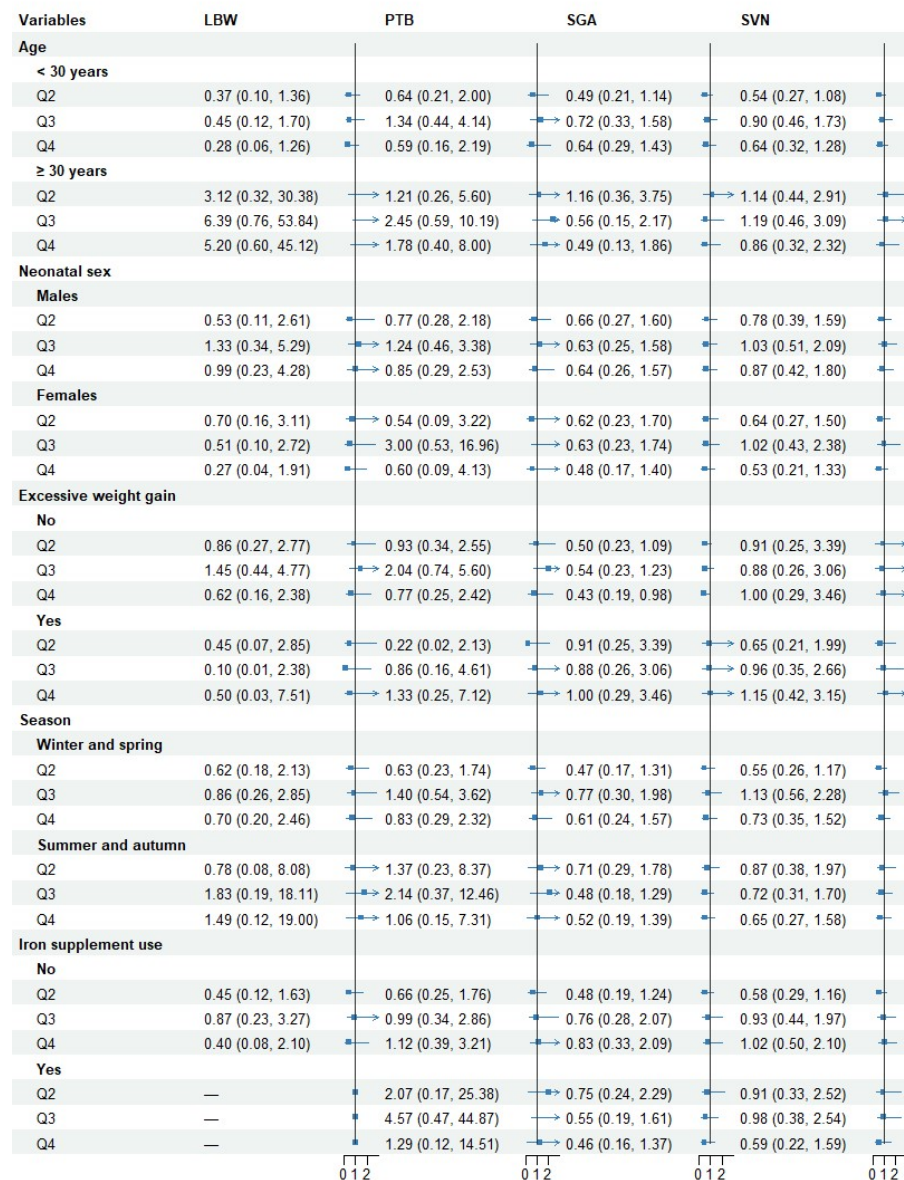 Variables LBW PTB SGA SVN
Age
< 30 years
Q2 0.37 (0.10, 1.36) 0.64 (0.21, 2.00) 0.49 (0.21, 1.14) 0.54 (0.27, 1.08)
Q3 0.45 (0.12, 1.70) 1.34 (0.44, 4.14) 0.72 (0.33, 1.58) 0.90 (0.46, 1.73)
Q4 0.28 (0.06, 1.26) 0.59 (0.16, 2.19) 0.64 (0.29, 1.43) 0.64 (0.32, 1.28)
≥ 30 years
Q2 3.12 (0.32, 30.38) 1.21 (0.26, 5.60) 1.16 (0.36, 3.75) 1.14 (0.44, 2.91)
Q3 6.39 (0.76, 53.84) 2.45 (0.59, 10.19) 0.56 (0.15, 2.17) 1.19 (0.46, 3.09)
Q4 5.20 (0.60, 45.12) 1.78 (0.40, 8.00) 0.49 (0.13, 1.86) 0.86 (0.32, 2.32)
Neonatal sex
Males
Q2 0.53 (0.11, 2.61) 0.77 (0.28, 2.18) 0.66 (0.27, 1.60) 0.78 (0.39, 1.59)
Q3 1.33 (0.34, 5.29) 1.24 (0.46, 3.38) 0.63 (0.25, 1.58) 1.03 (0.51, 2.09)
Q4 0.99 (0.23, 4.28) 0.85 (0.29, 2.53) 0.64 (0.26, 1.57) 0.87 (0.42, 1.80)
Females
Q2 0.70 (0.16, 3.11) 0.54 (0.09, 3.22) 0.62 (0.23, 1.70) 0.64 (0.27, 1.50)
Q3 0.51 (0.10, 2.72) 3.00 (0.53, 16.96) 0.63 (0.23, 1.74) 1.02 (0.43, 2.38)
Q4 0.27 (0.04, 1.91) 0.60 (0.09, 4.13) 0.48 (0.17, 1.40) 0.53 (0.21, 1.33)
Excessive weight gain
No
Q2 0.86 (0.27, 2.77) 0.93 (0.34, 2.55) 0.50 (0.23, 1.09) 0.91 (0.25, 3.39)
Q3 1.45 (0.44, 4.77) 2.04 (0.74, 5.60) 0.54 (0.23, 1.23) 0.88 (0.26, 3.06)
Q4 0.62 (0.16, 2.38) 0.77 (0.25, 2.42) 0.43 (0.19, 0.98) 1.00 (0.29, 3.46)
Yes
Q2 0.45 (0.07, 2.85) 0.22 (0.02, 2.13) 0.91 (0.25, 3.39) 0.65 (0.21, 1.99)
Q3 0.10 (0.01, 2.38) 0.86 (0.16, 4.61) 0.88 (0.26, 3.06) 0.96 (0.35, 2.66)
Q4 0.50 (0.03, 7.51) 1.33 (0.25, 7.12) 1.00 (0.29, 3.46) 1.15 (0.42, 3.15)
Season
Winter and spring
Q2 0.62 (0.18, 2.13) 0.63 (0.23, 1.74) 0.47 (0.17, 1.31) 0.55 (0.26, 1.17)
Q3 0.86 (0.26, 2.85) 1.40 (0.54, 3.62) 0.77 (0.30, 1.98) 1.13 (0.56, 2.28)
Q4 0.70 (0.20, 2.46) 0.83 (0.29, 2.32) 0.61 (0.24, 1.57) 0.73 (0.35, 1.52)
Summer and autumn
Q2 0.78 (0.08, 8.08) 1.37 (0.23, 8.37) 0.71 (0.29, 1.78) 0.87 (0.38, 1.97)
Q3 1.83 (0.19, 18.11) 2.14 (0.37, 12.46) 0.48 (0.18, 1.29) 0.72 (0.31, 1.70)
Q4 1.49 (0.12, 19.00) 1.06 (0.15, 7.31) 0.52 (0.19, 1.39) 0.65 (0.27, 1.58)
Iron supplement use
No
Q2 0.45 (0.12, 1.63) 0.66 (0.25, 1.76) 0.48 (0.19, 1.24) 0.58 (0.29, 1.16)
Q3 0.87 (0.23, 3.27) 0.99 (0.34, 2.86) 0.76 (0.28, 2.07) 0.93 (0.44, 1.97)
Q4 0.40 (0.08, 2.10) 1.12 (0.39, 3.21) 0.83 (0.33, 2.09) 1.02 (0.50, 2.10)
Yes
Q2 — 2.07 (0.17, 25.38) 0.75 (0.24, 2.29) 0.91 (0.33, 2.52)
Q3 — 4.57 (0.47, 44.87) 0.55 (0.19, 1.61) 0.98 (0.38, 2.54)
Q4 — 1.29 (0.12, 14.51) 0.46 (0.16, 1.37) 0.59 (0.22, 1.59)
0 1 2 0 1 2 0 1 2 0 1 2